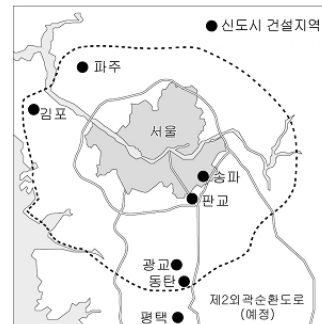 ● 신도시 건설지역
파주
김포
서울
송파
판교
광교
동탄
제2외곽순환도로
(예정)
평택